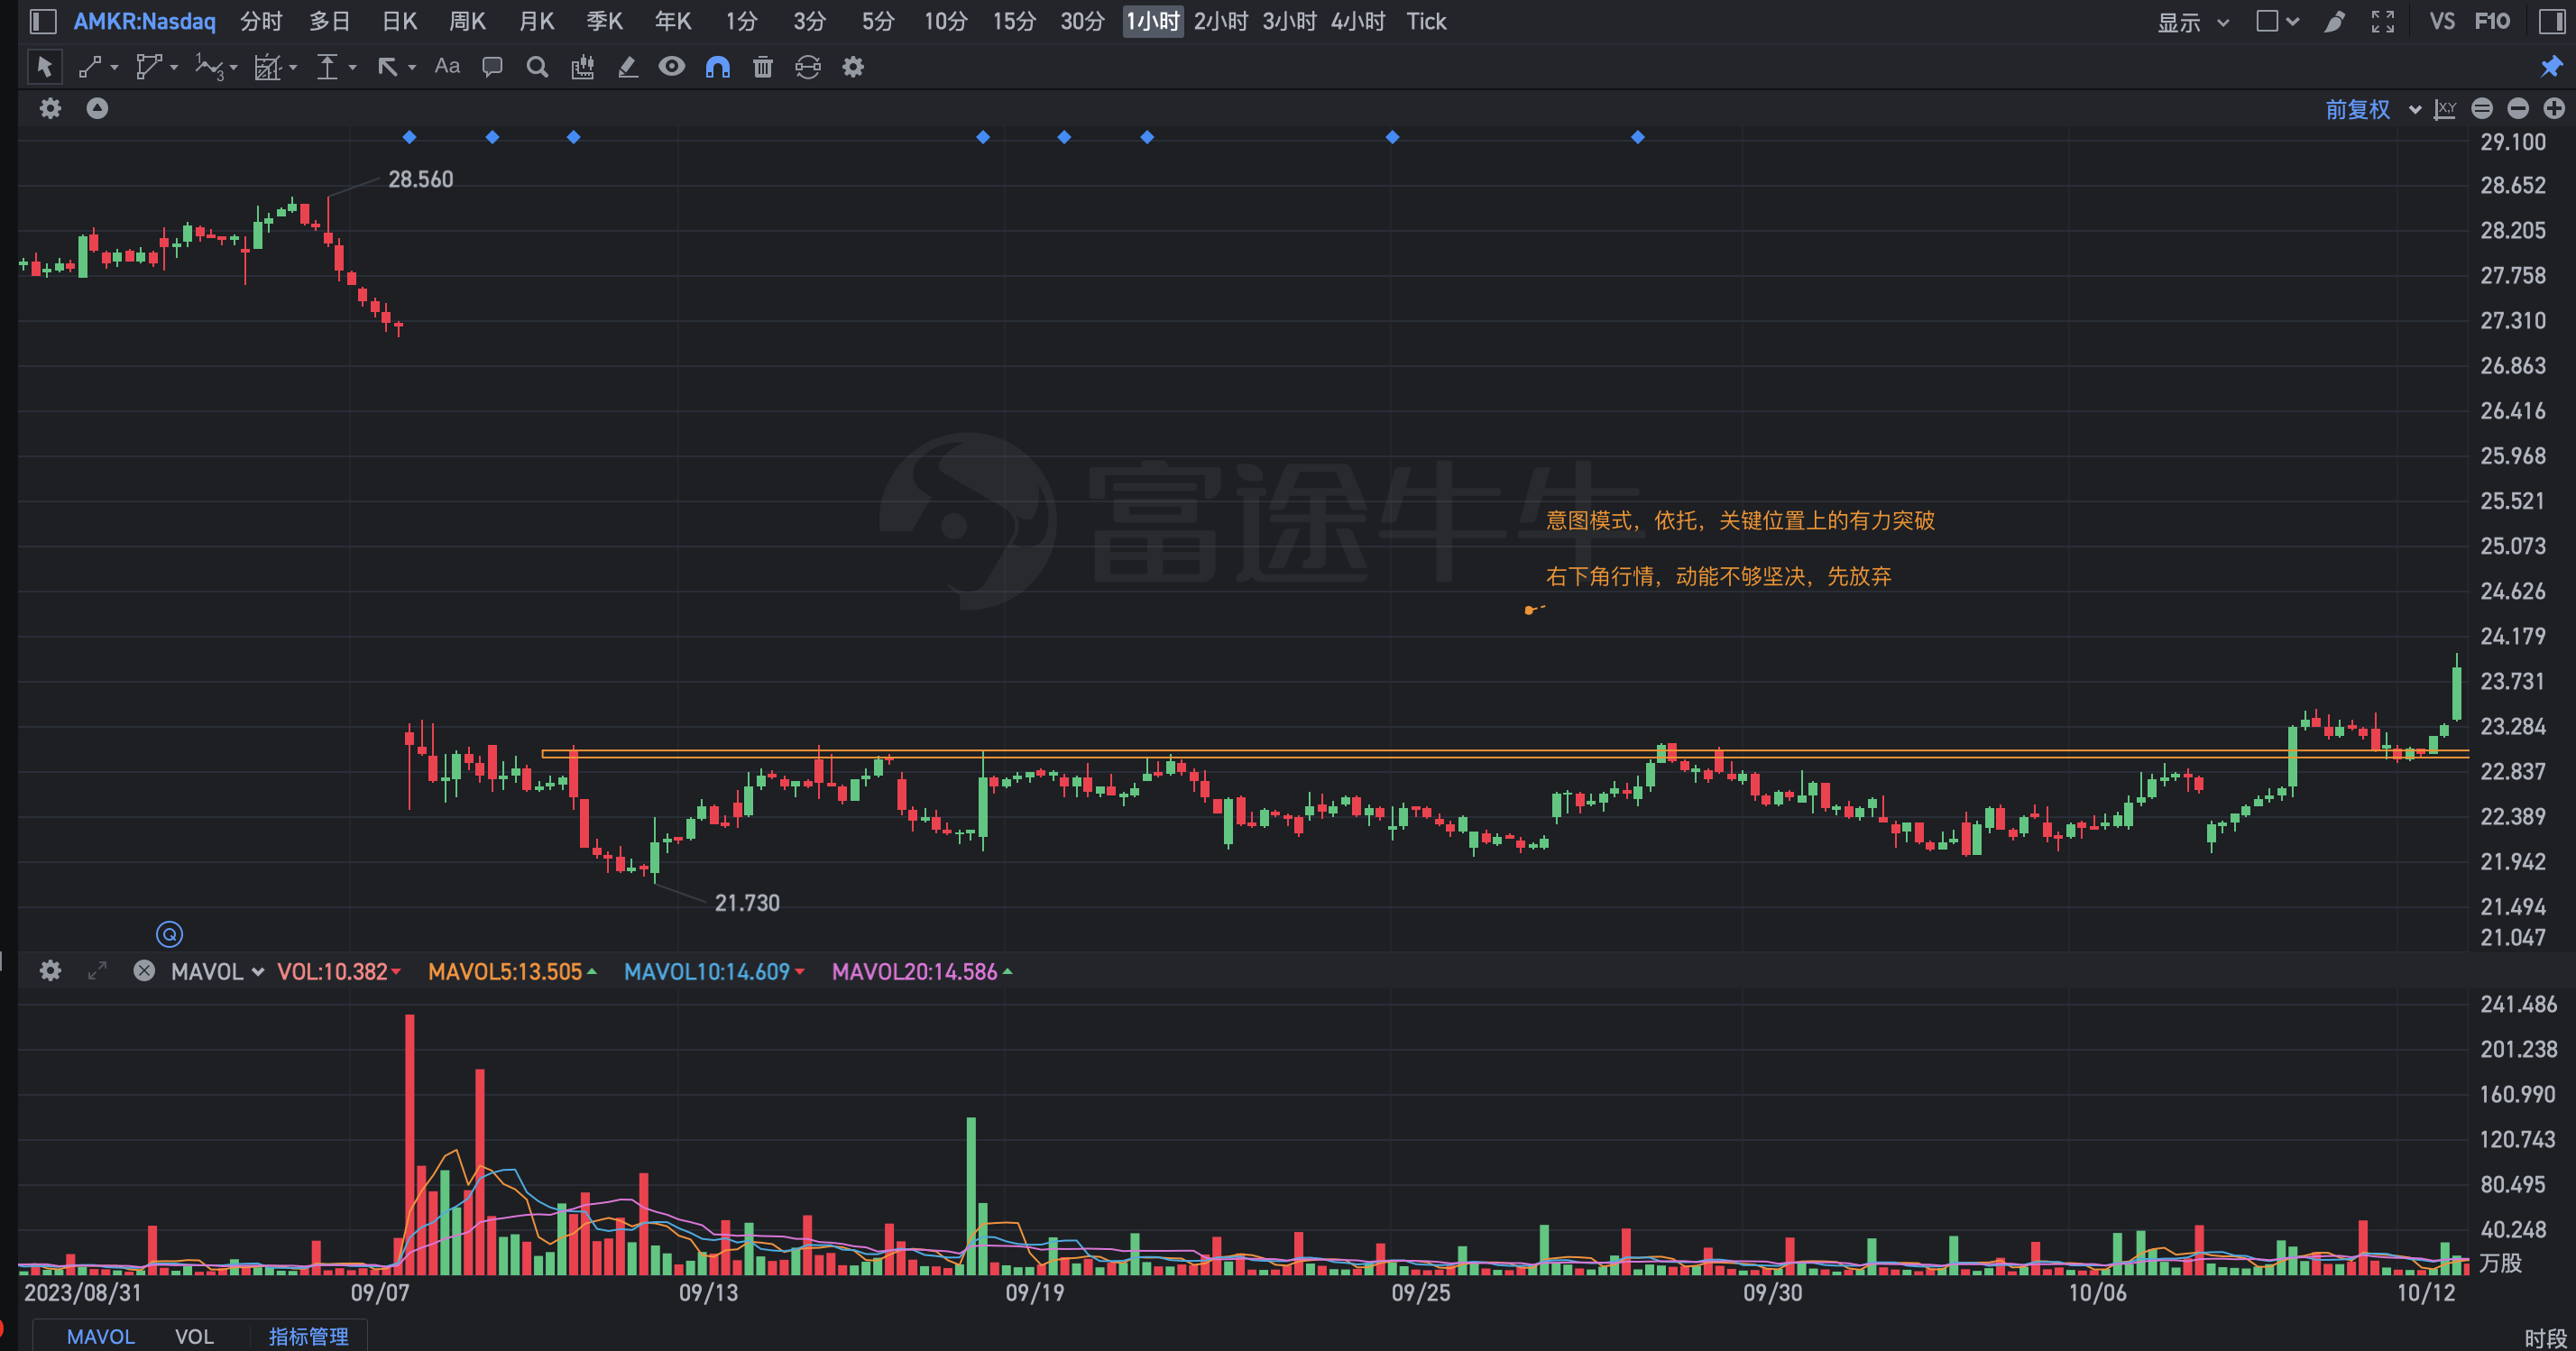 AMKR:Nasdaq 分时 多日 日K 周K 月K 季K 年K 1分 3分 5分 10分 15分 30分 1小时 2小时 3小时 4小时 Tick 显示 VS F10
Aa
前复权 X,Y
29.100
28.652
28.560
28.205
27.758
27.310
26.863
26.416
25.968
富途牛牛
25.521
意图模式，依托，关键位置上的有力突破
25.073
右下角行情，动能不够坚决，先放弃
24.626
24.179
23.731
23.284
22.837
22.389
21.942
21.730
21.494
21.047
Q
MAVOL VOL:10.382 MAVOL5:13.505 MAVOL10:14.609 MAVOL20:14.586
241.486
201.238
160.990
120.743
80.495
40.248
万股
2023/08/31 09/07 09/13 09/19 09/25 09/30 10/06 10/12
MAVOL VOL 指标管理 时段